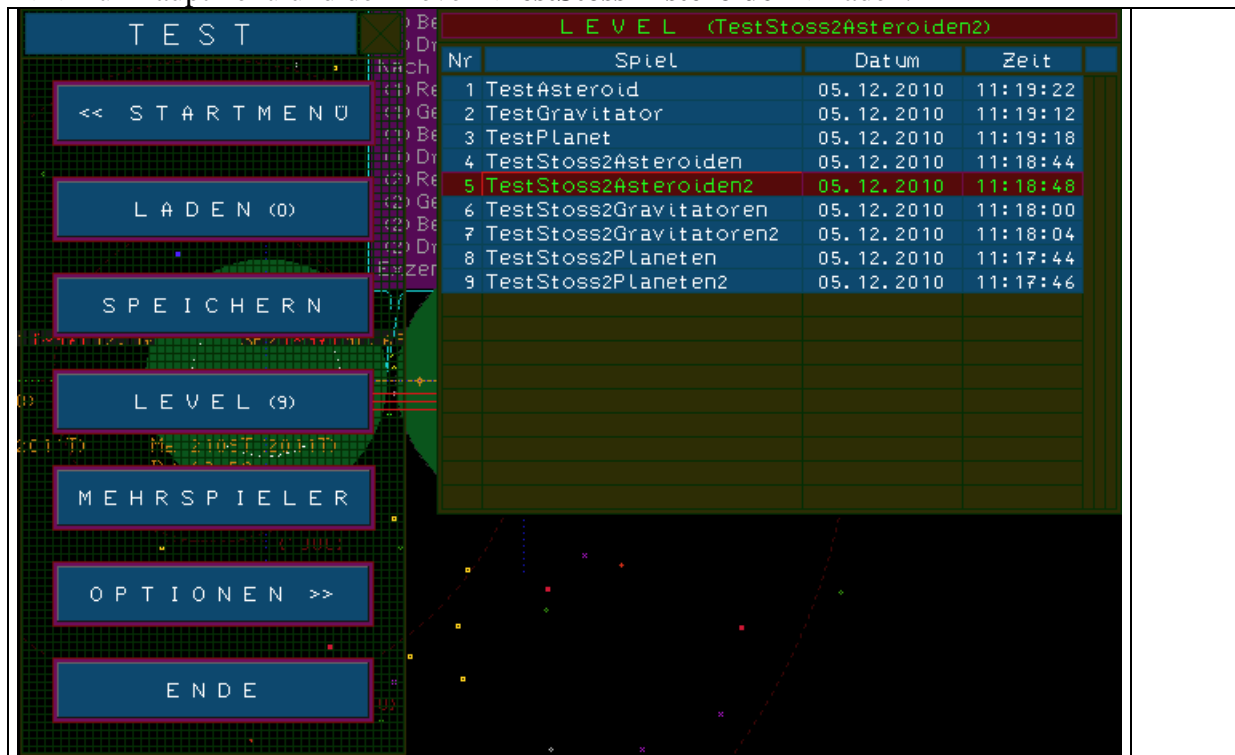 TEST
<< STARTMENÜ
LADEN (0)
SPEICHERN
LEVEL (9)
MEHRSPIELER
OPTIONEN >>
ENDE
LEVEL (TestStoss2Asteroiden2)
Nr Spiel Datum Zeit
1 TestAsteroid 05.12.2010 11:19:22
2 TestGravitator 05.12.2010 11:19:12
3 TestPlanet 05.12.2010 11:19:18
4 TestStoss2Asteroiden 05.12.2010 11:18:44
5 TestStoss2Asteroiden2 05.12.2010 11:18:48
6 TestStoss2Gravitatoren 05.12.2010 11:18:00
7 TestStoss2Gravitatoren2 05.12.2010 11:18:04
8 TestStoss2Planeten 05.12.2010 11:17:44
9 TestStoss2Planeten2 05.12.2010 11:17:46